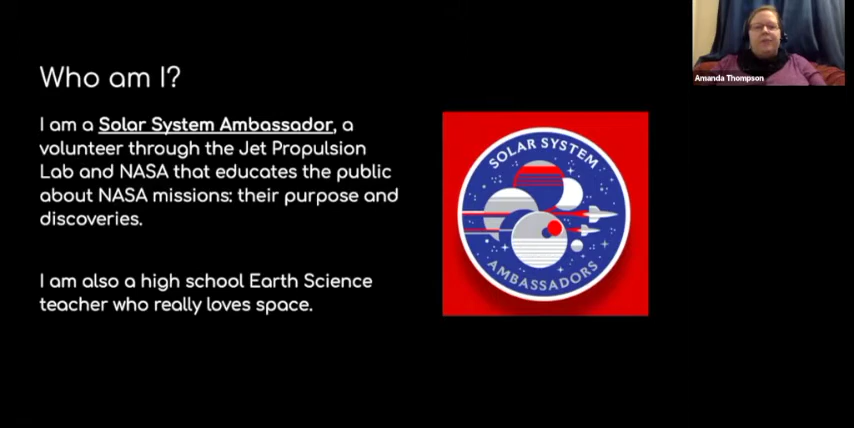 Who am I?
I am a Solar System Ambassador, a
volunteer through the Jet Propulsion
Lab and NASA that educates the public
about NASA missions: their purpose and
discoveries.
I am also a high school Earth Science
teacher who really loves space.
SOLAR SYSTEM
AMBASSADORS
Amanda Thompson